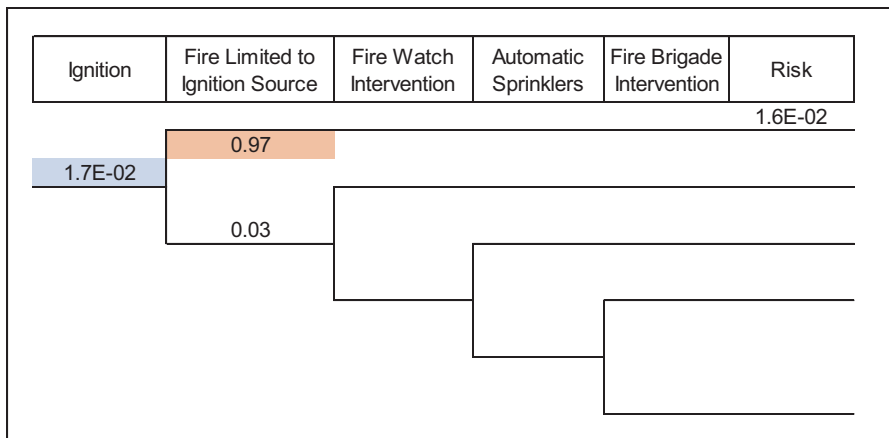 Ignition
Fire Limited to
Ignition Source
Fire Watch
Intervention
Automatic
Sprinklers
Fire Brigade
Intervention
Risk
1.6E-02
0.97
1.7E-02
0.03